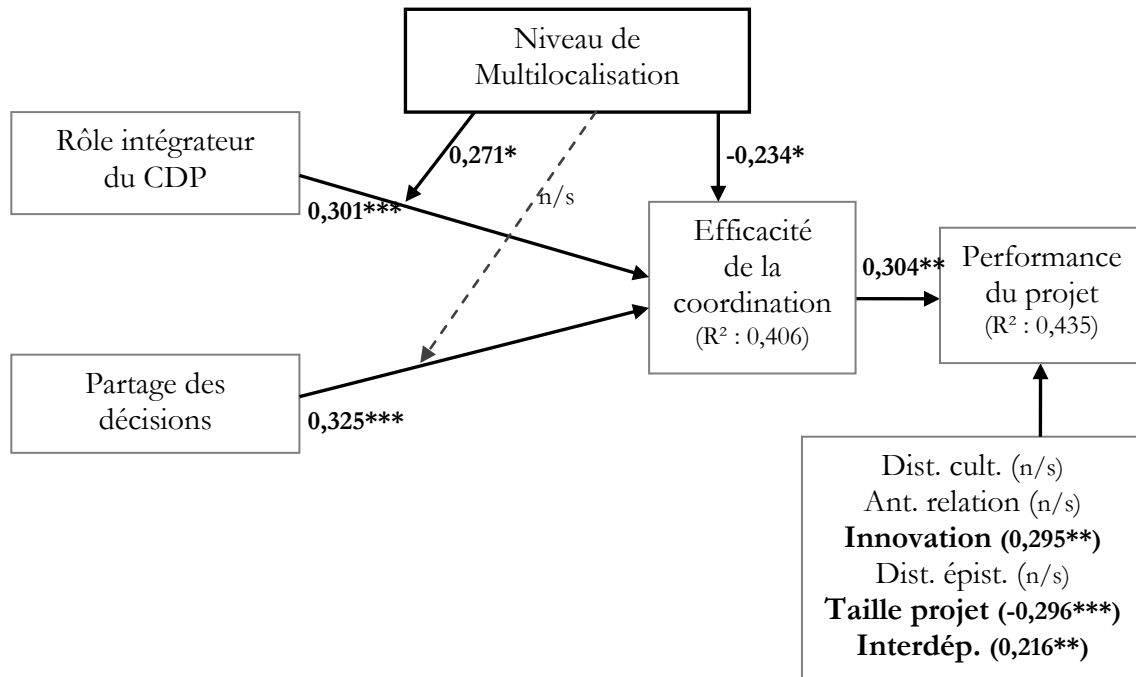 Niveau de
Multilocalisation
Rôle intégrateur
du CDP
0,271*
-0,234*
n/s
0,301***
Efficacité
de la
coordination
(R² : 0,406)
0,304**
Performance
du projet
(R² : 0,435)
Partage des
décisions
0,325***
Dist. cult. (n/s)
Ant. relation (n/s)
Innovation (0,295**)
Dist. épist. (n/s)
Taille projet (-0,296***)
Interdép. (0,216**)